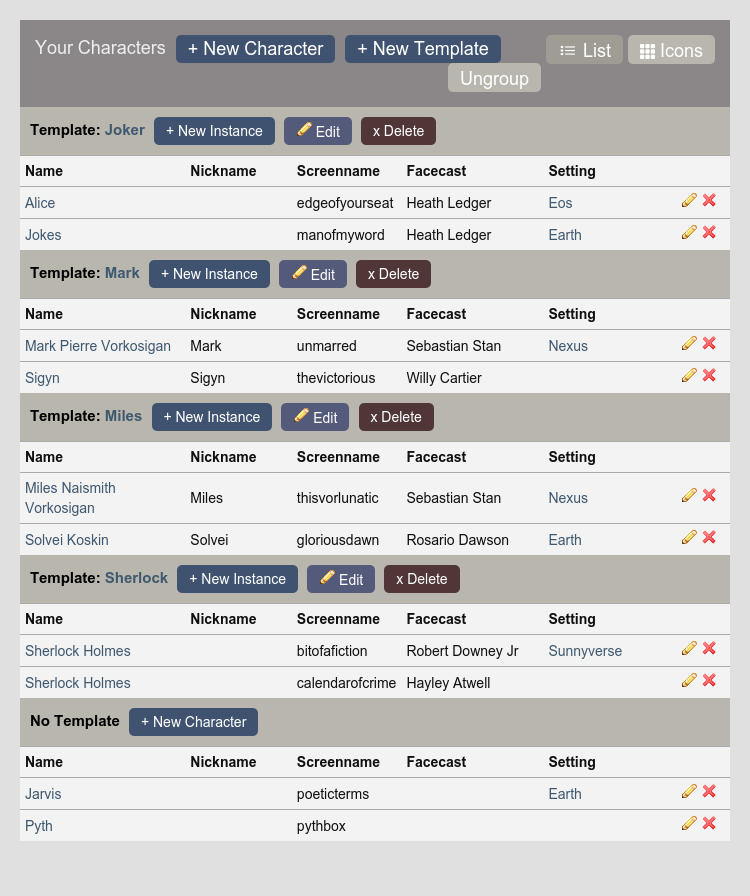 Your Characters + New Character + New Template List Icons
Ungroup
Template: Joker + New Instance Edit x Delete
Name Nickname Screenname Facecast Setting
Alice edgeofyourseat Heath Ledger Eos
Jokes manofmyword Heath Ledger Earth
Template: Mark + New Instance Edit x Delete
Name Nickname Screenname Facecast Setting
Mark Pierre Vorkosigan Mark unmarred Sebastian Stan Nexus
Sigyn Sigyn thevictorious Willy Cartier
Template: Miles + New Instance Edit x Delete
Name Nickname Screenname Facecast Setting
Miles Naismith
Vorkosigan Miles thisvorlunatic Sebastian Stan Nexus
Solvei Koskin Solvei gloriousdawn Rosario Dawson Earth
Template: Sherlock + New Instance Edit x Delete
Name Nickname Screenname Facecast Setting
Sherlock Holmes bitofafiction Robert Downey Jr Sunnyverse
Sherlock Holmes calendarofcrime Hayley Atwell
No Template + New Character
Name Nickname Screenname Facecast Setting
Jarvis poeticterms Earth
Pyth pythbox